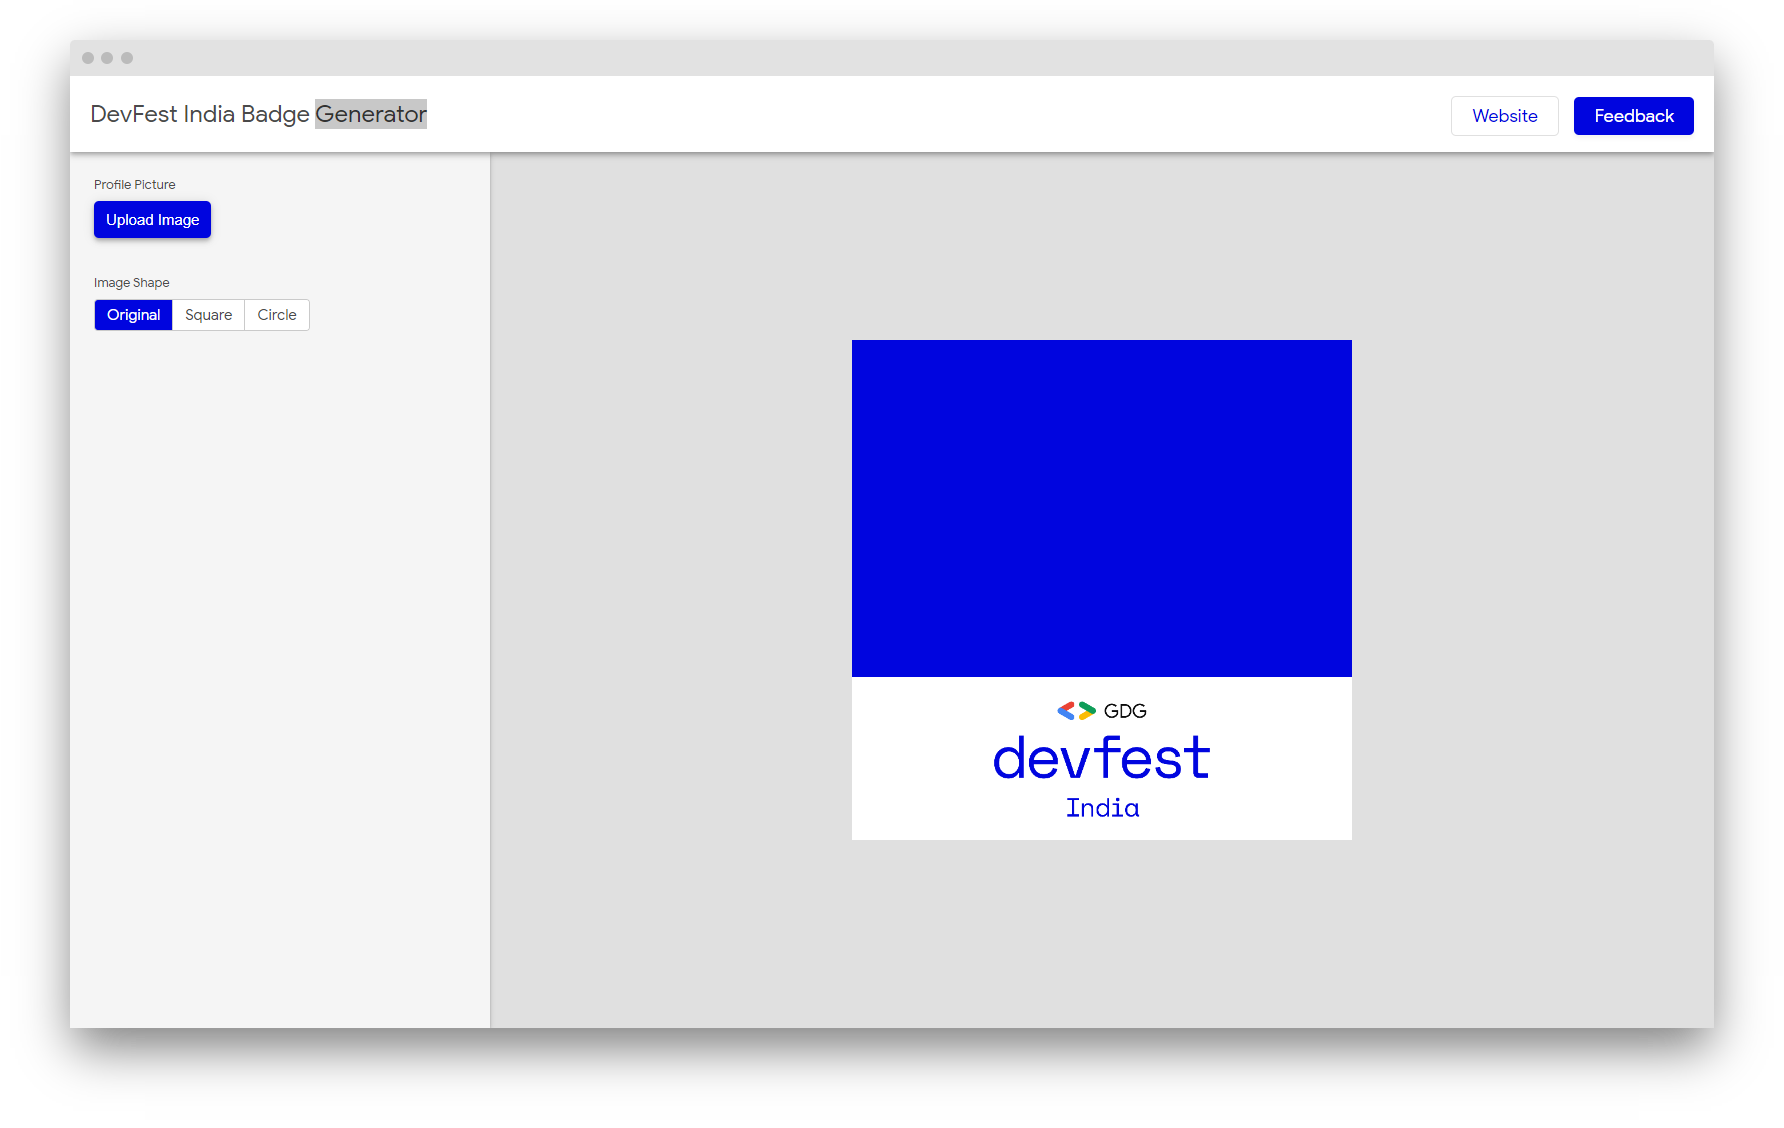 DevFest India Badge Generator
Website
Feedback
Profile Picture
Upload Image
Image Shape
Original
Square
Circle
GDG
devfest
India